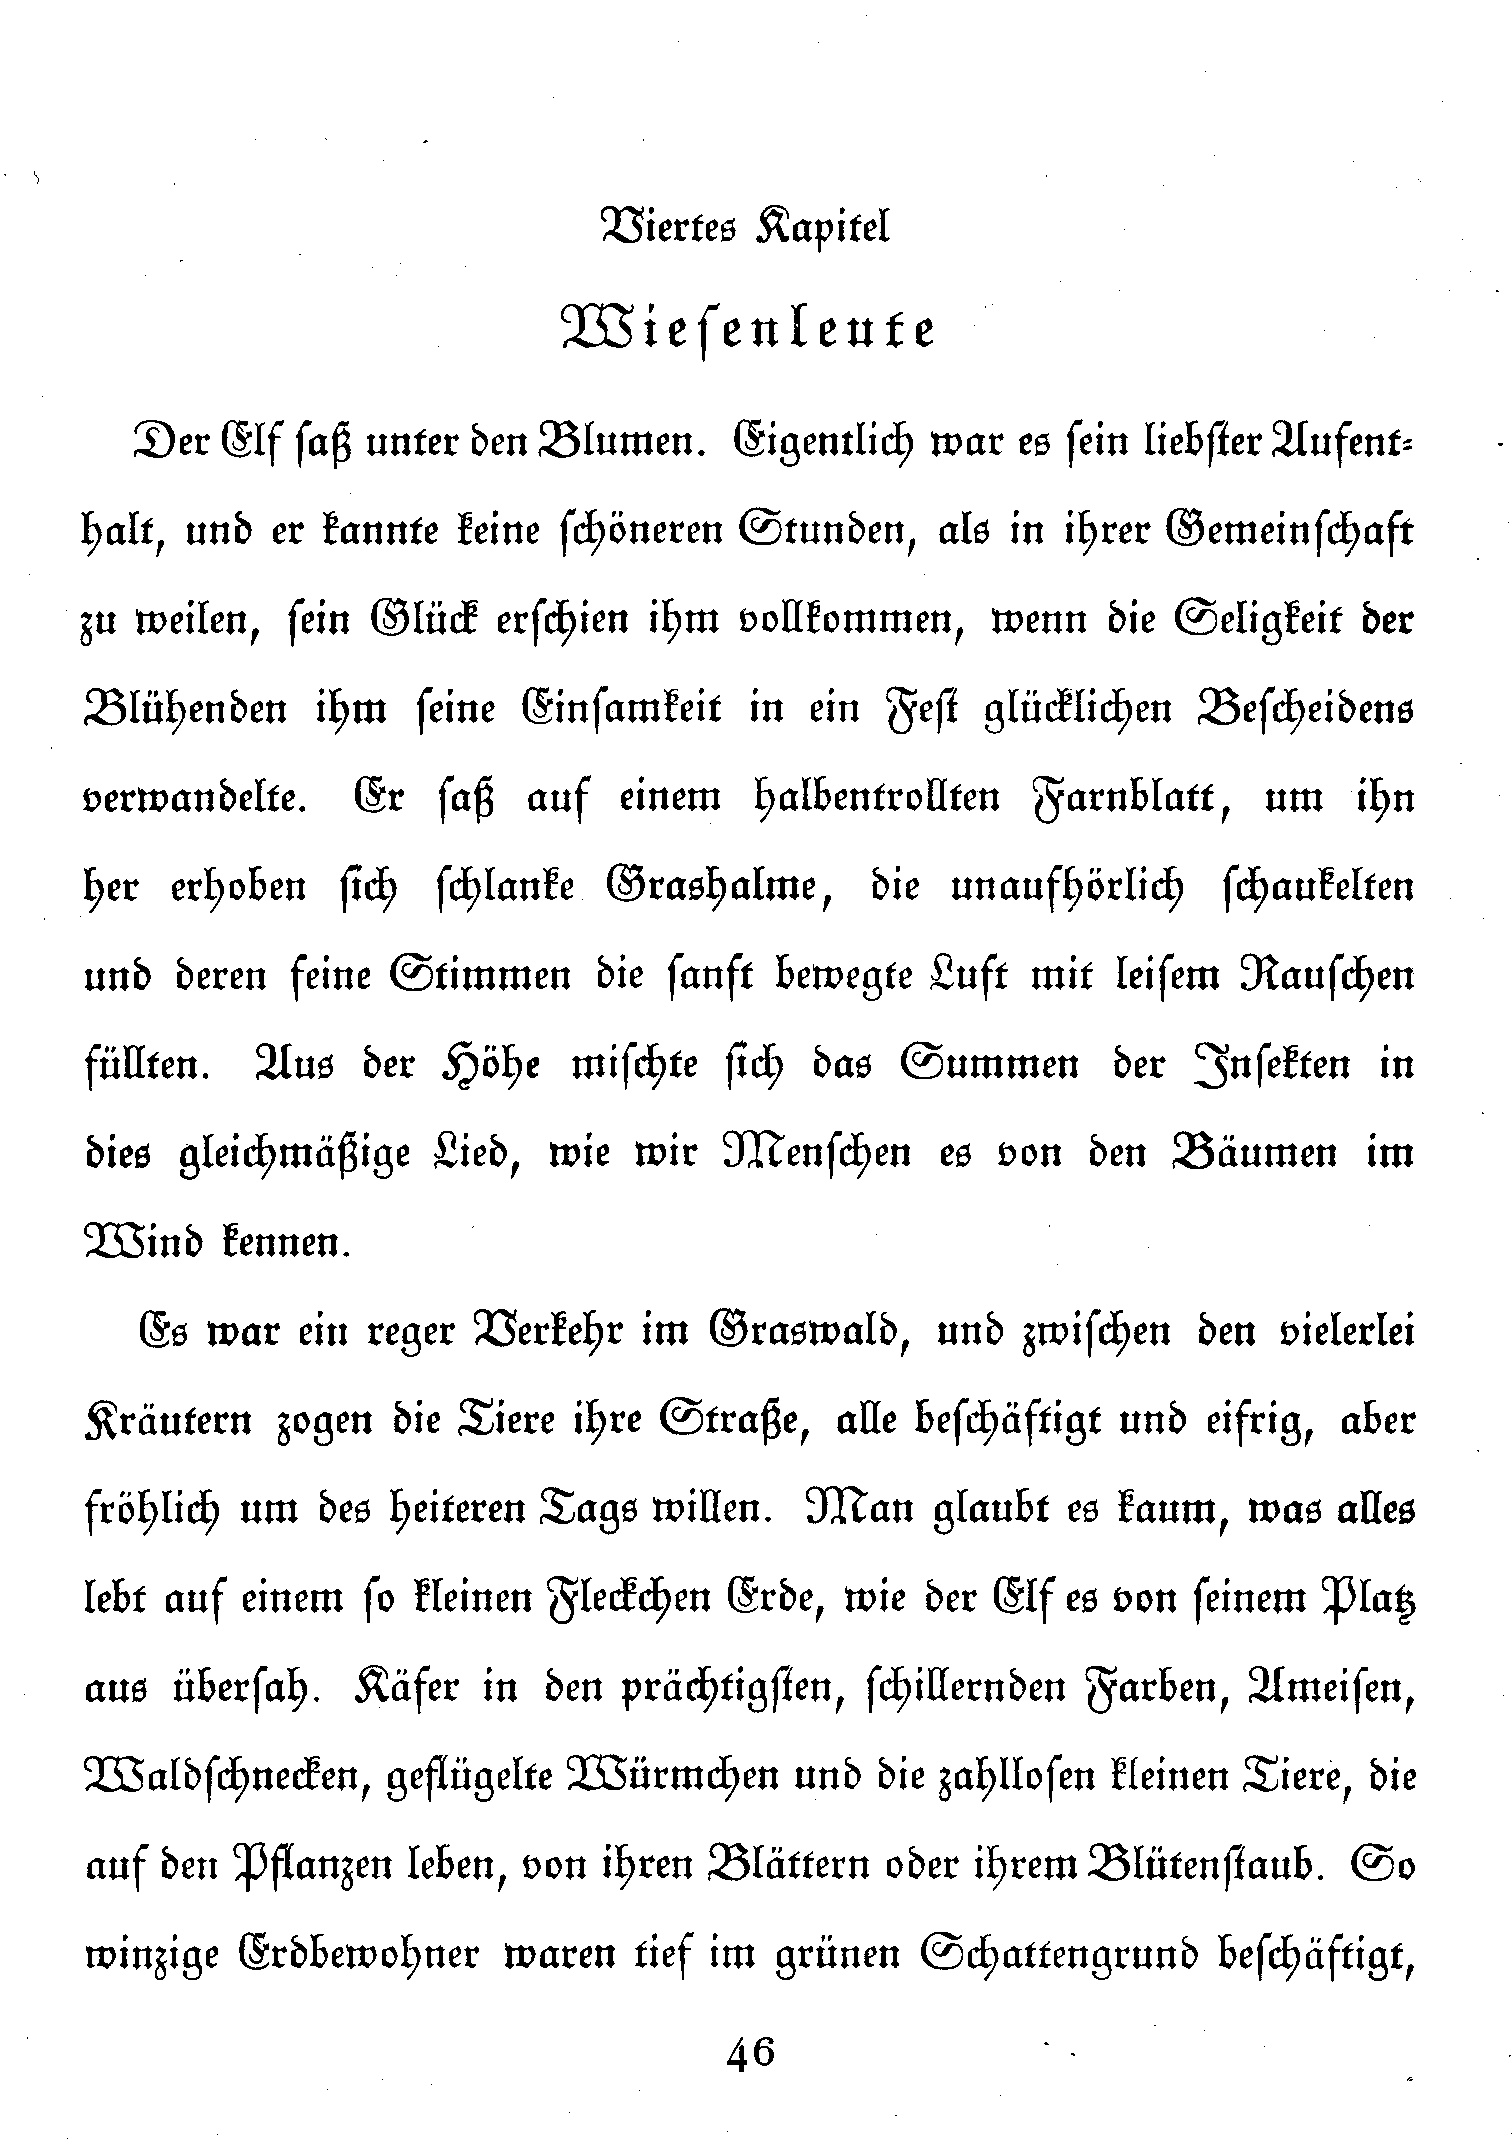 Viertes Kapitel
Wiesenleute
Der Elf saß unter den Blumen. Eigentlich war es sein liebster Aufent-
halt, und er kannte keine schöneren Stunden, als in ihrer Gemeinschaft
zu weilen, sein Glück erschien ihm vollkommen, wenn die Seligkeit der
Blühenden ihm seine Einsamkeit in ein Fest glücklichen Bescheidens
verwandelte. Er saß auf einem halbentrollten Farnblatt, um ihn
her erhoben sich schlanke Grashalme, die unaufhörlich schaukelten
und deren feine Stimmen die sanft bewegte Luft mit leisem Rauschen
füllten. Aus der Höhe mischte sich das Summen der Insekten in
dies gleichmäßige Lied, wie wir Menschen es von den Bäumen im
Wind kennen.
Es war ein reger Verkehr im Graswald, und zwischen den vielerlei
Kräutern zogen die Tiere ihre Straße, alle beschäftigt und eifrig, aber
fröhlich um des heiteren Tags willen. Man glaubt es kaum, was alles
lebt auf einem so kleinen Fleckchen Erde, wie der Elf es von seinem Platz
aus übersah. Käfer in den prächtigsten, schillernden Farben, Ameisen,
Waldschnecken, geflügelte Würmchen und die zahllosen kleinen Tiere, die
auf den Pflanzen leben, von ihren Blättern oder ihrem Blütenstaub. So
winzige Erdbewohner waren tief im grünen Schattengrund beschäftigt,
46